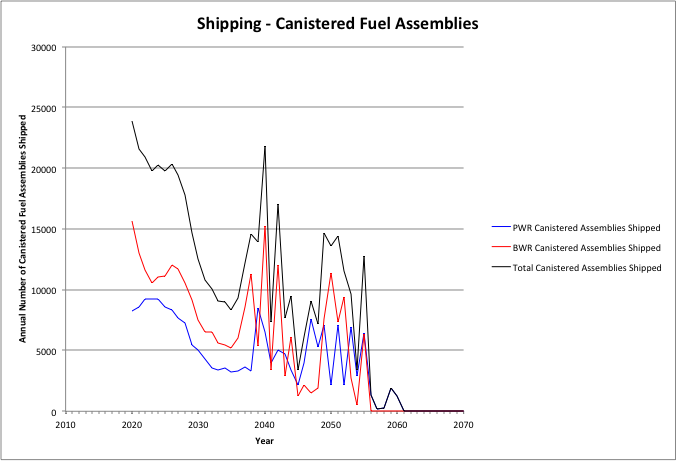 Shipping - Canistered Fuel Assemblies
Annual Number of Canistered Fuel Assemblies Shipped
30000
25000
20000
15000
10000
5000
0
2010 2020 2030 2040 2050 2060 2070
Year
PWR Canistered Assemblies Shipped
BWR Canistered Assemblies Shipped
Total Canistered Assemblies Shipped